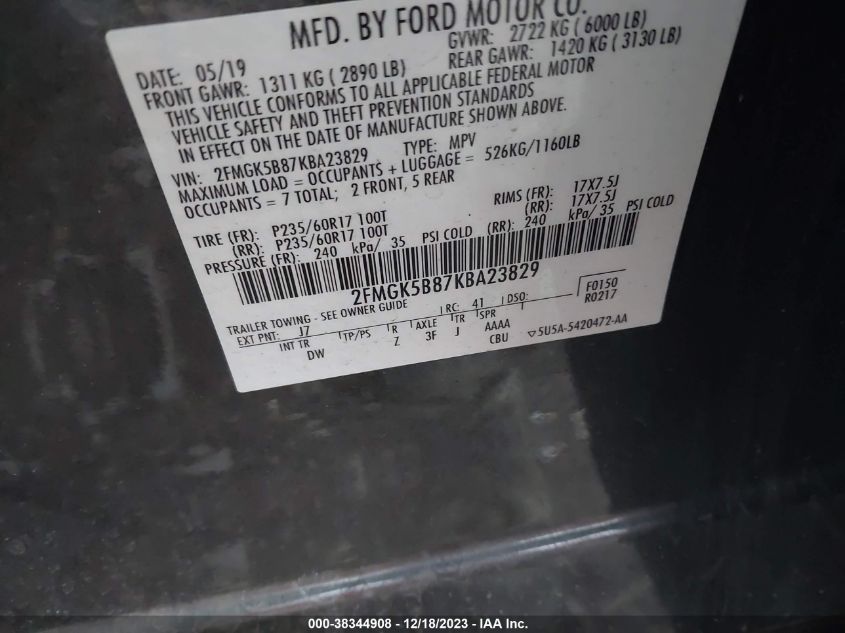 MFD. BY FORD MOTOR CO.
DATE: 05/19 GVWR: 2722 KG ( 6000 LB)
FRONT GAWR: 1311 KG ( 2890 LB) REAR GAWR: 1420 KG ( 3130 LB)
THIS VEHICLE CONFORMS TO ALL APPLICABLE FEDERAL MOTOR
VEHICLE SAFETY AND THEFT PREVENTION STANDARDS
IN EFFECT ON THE DATE OF MANUFACTURE SHOWN ABOVE.
VIN: 2FMGK5B87KBA23829 TYPE: MPV
MAXIMUM LOAD = OCCUPANTS + LUGGAGE = 526KG/1160LB
OCCUPANTS = 7 TOTAL; 2 FRONT, 5 REAR
TIRE (FR): P235/60R17 100T RIMS (FR): 17X7.5J
(RR): P235/60R17 100T (RR): 17X7.5J
PRESSURE (FR): 240 kPa/ 35 PSI COLD (RR): 240 kPa/ 35 PSI COLD
2FMGK5B87KBA23829
TRAILER TOWING - SEE OWNER GUIDE
F0150
R0217
EXT PNT: J7 RC: 41 DSO:
INT TR TP/PS R AXLE TR SPR
DW Z 3F J AAAA
CBU 5U5A-5420472-AA
000-38344908 - 12/18/2023 - IAA Inc.